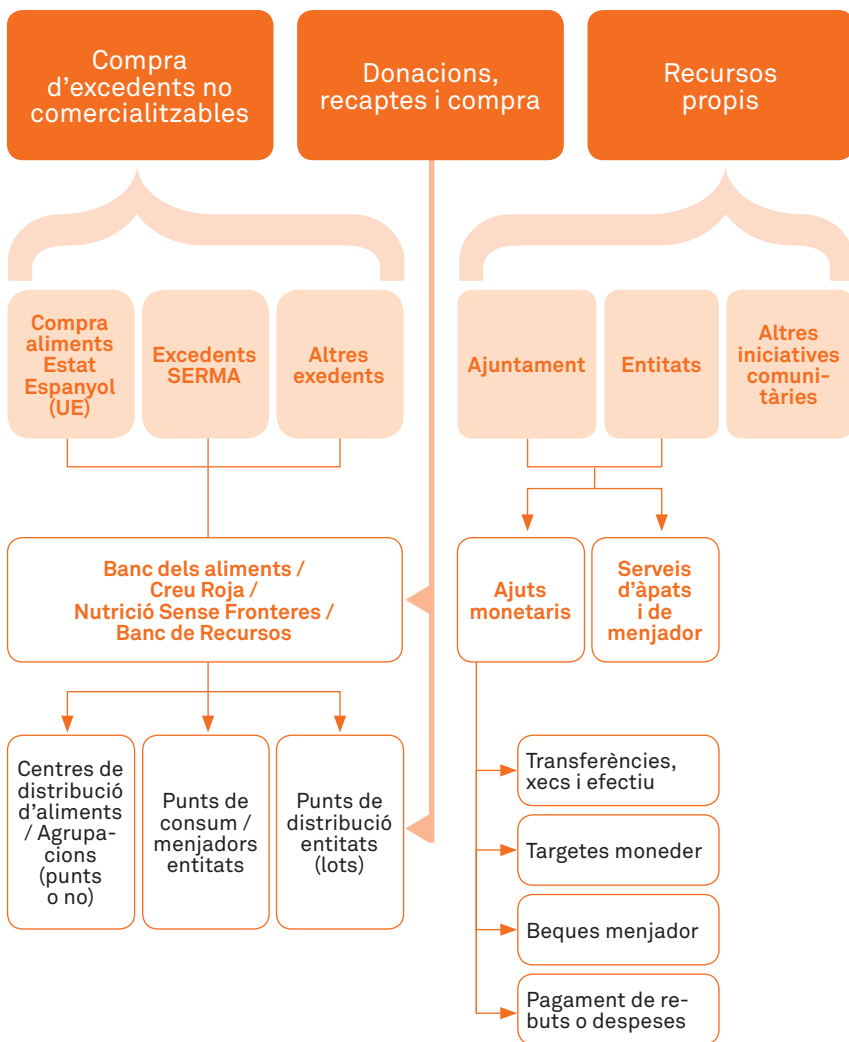 Compra
d’excedents no
comercialitzables
Donacions,
recaptes i compra
Recursos
propis
Compra
aliments
Estat
Espanyol
(UE)
Excedents
SERMA
Altres
exedents
Ajuntament
Entitats
Altres
iniciatives
comuni-
tàries
Banc dels aliments /
Creu Roja /
Nutrició Sense Fronteres /
Banc de Recursos
Ajuts
monetaris
Serveis
d’àpats
i de
menjador
Centres de
distribució
d’aliments
/ Agrupa-
cions
(punts
o no)
Punts de
consum /
menjadors
entitats
Punts de
distribució
entitats
(lots)
Transferències,
xecs i efectiu
Targetes moneder
Beques menjador
Pagament de re-
buts o despeses